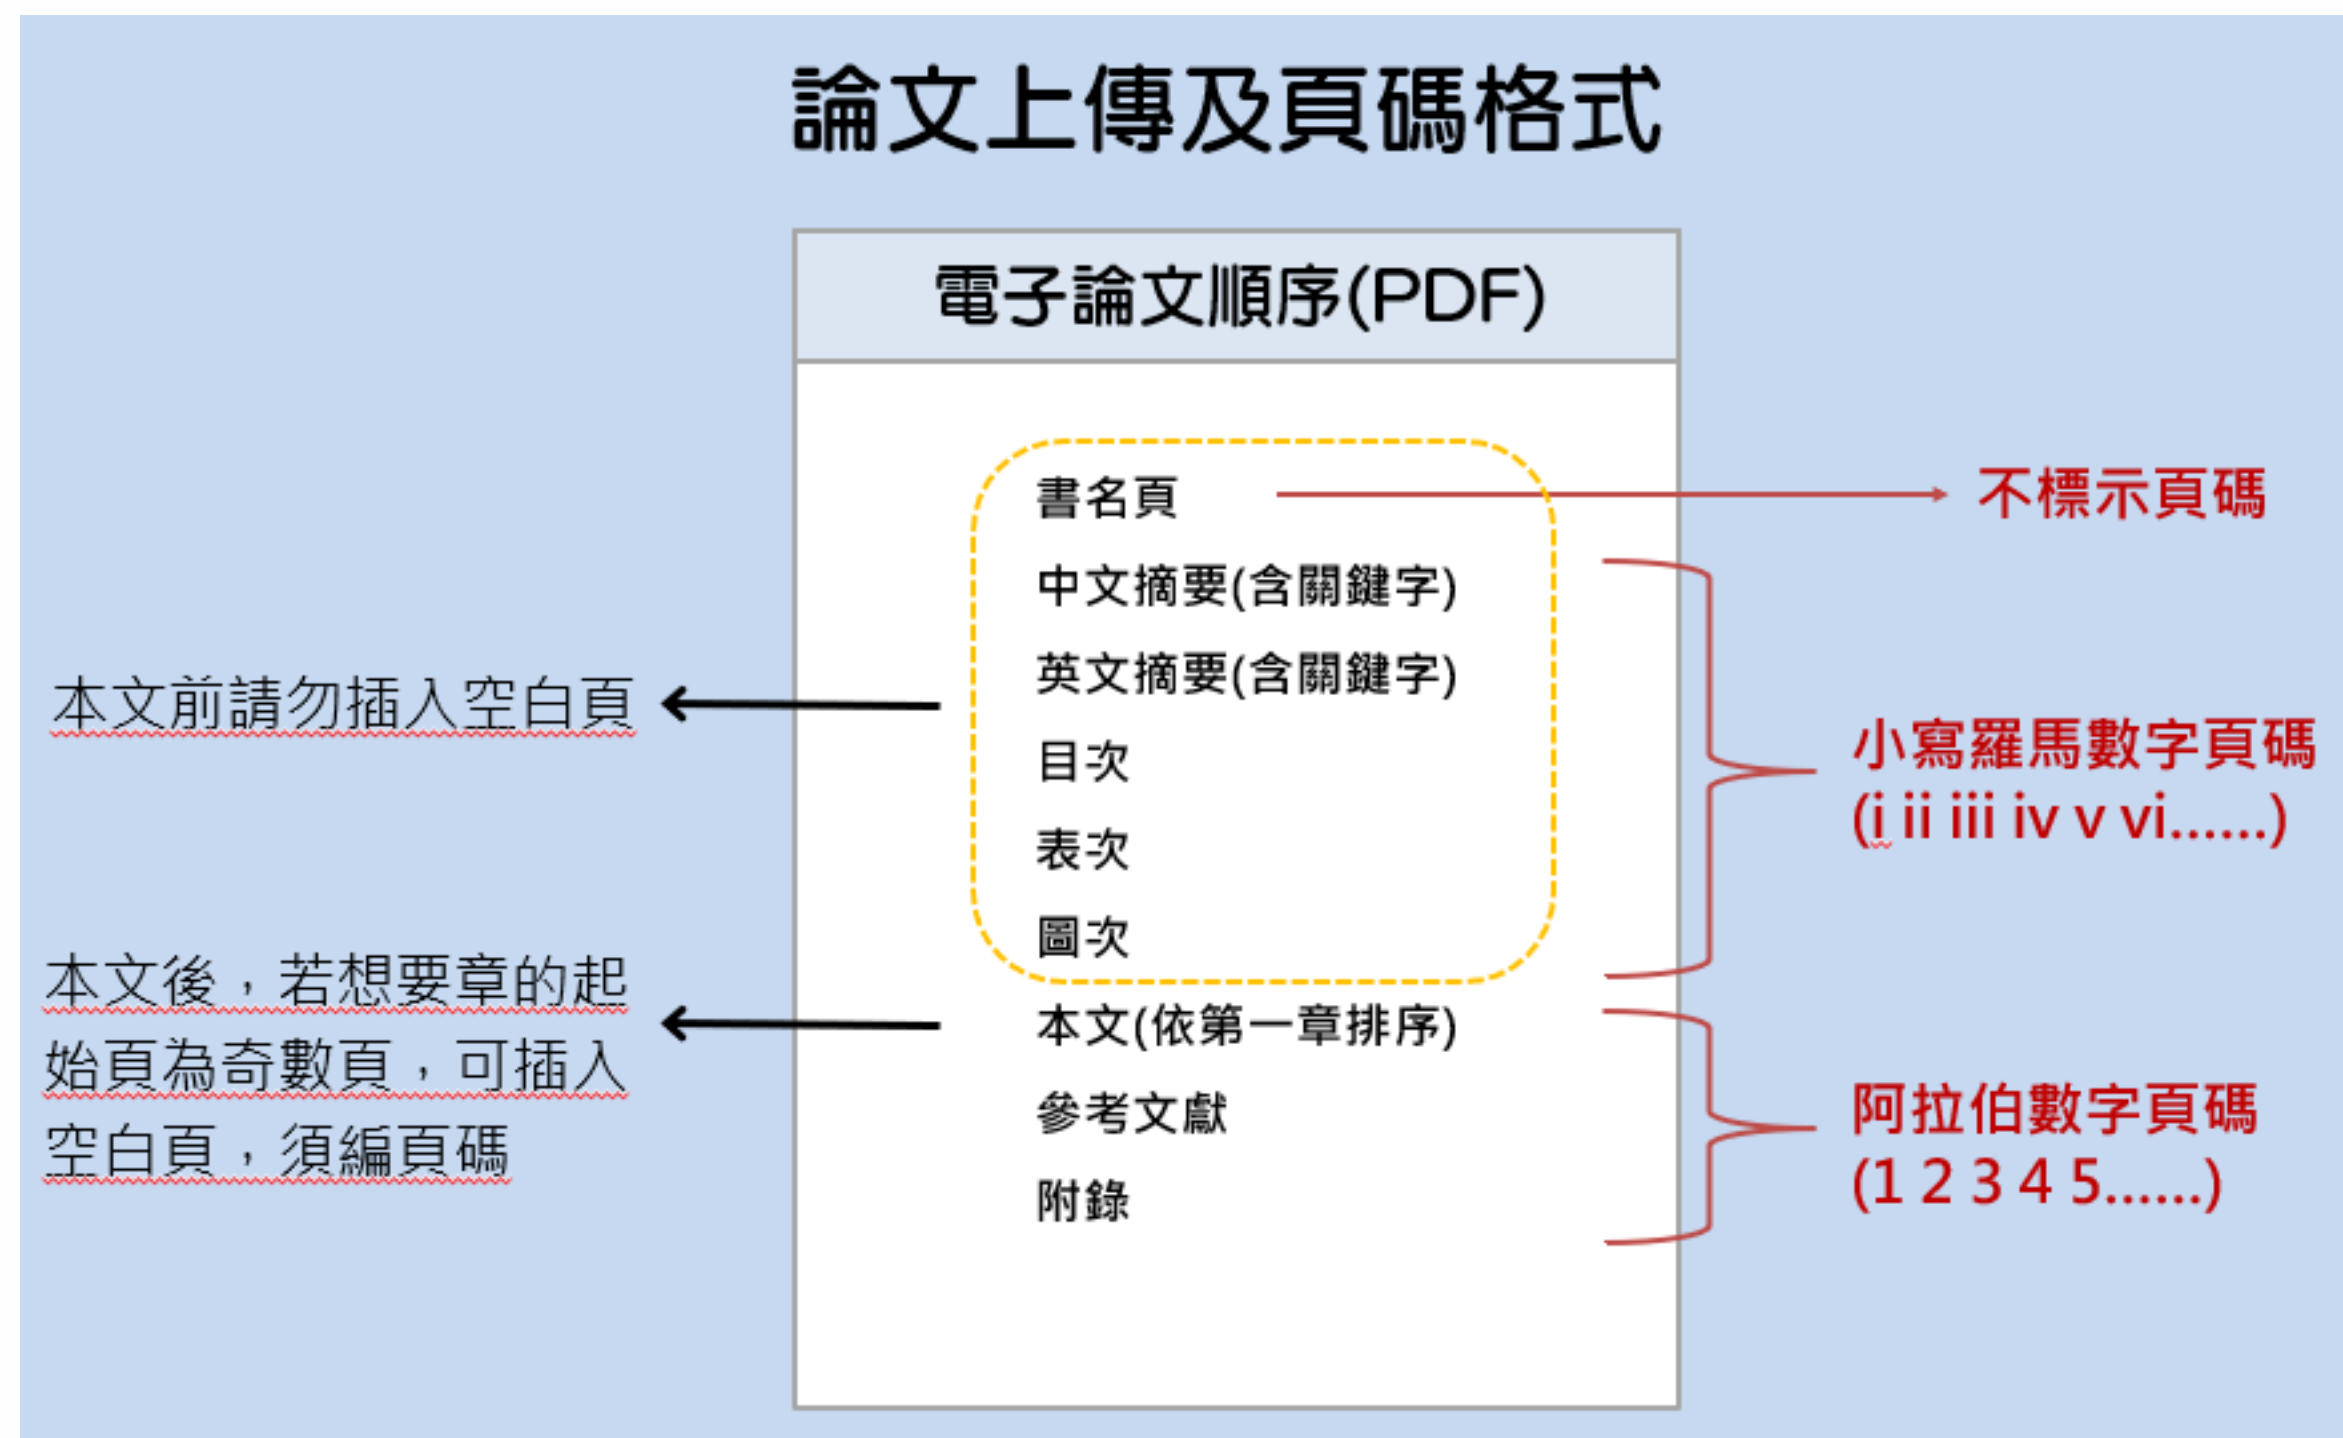 論文上傳及頁碼格式
電子論文順序(PDF)
書名頁
不標示頁碼
中文摘要(含關鍵字)
英文摘要(含關鍵字)
目次
表次
圖次
本文(依第一章排序)
參考文獻
附錄
本文前請勿插入空白頁
本文後，若想要章的起
始頁為奇數頁，可插入
空白頁，須編頁碼
小寫羅馬數字頁碼
(i ii iii iv v vi......)
阿拉伯數字頁碼
(1 2 3 4 5......)